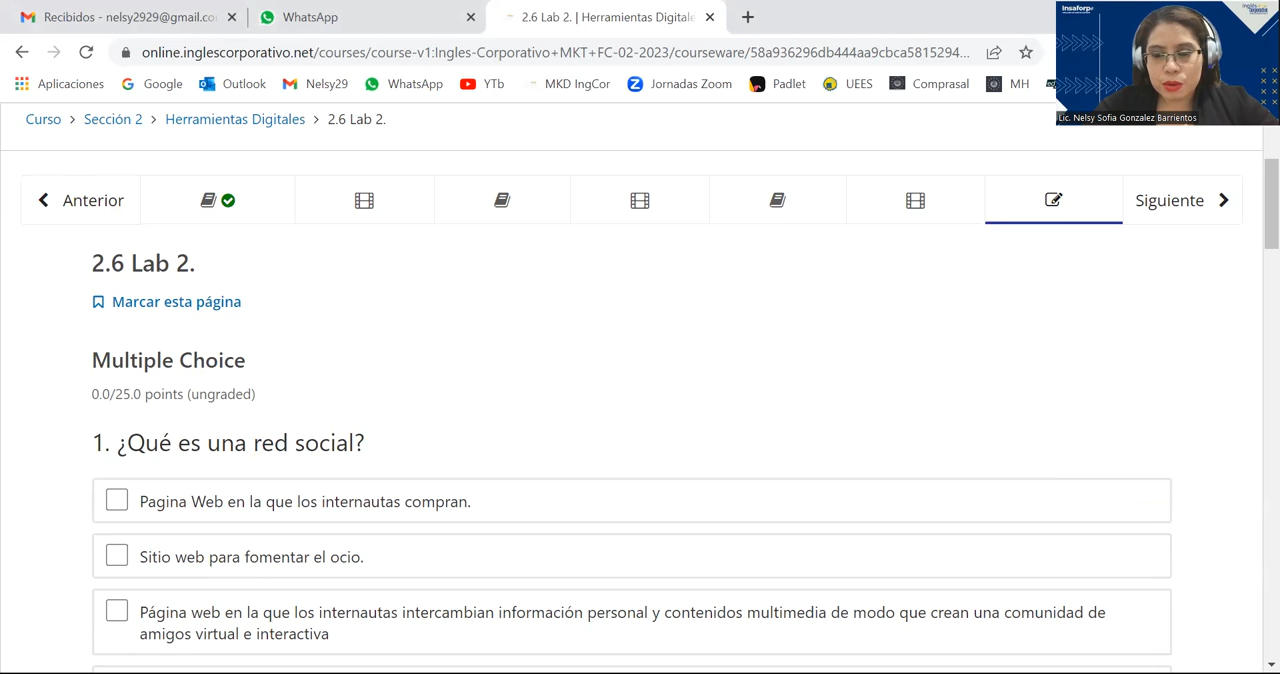 Recibidos - nelsy2929@gmail.co
WhatsApp
2.6 Lab 2. | Herramientas Digitale
online.inglescorporativo.net/courses/course-v1:Ingles-Corporativo+MKT+FC-02-2023/courseware/58a936296db444aa9cbca5815294...
Aplicaciones
Google
Outlook
Nelsy29
WhatsApp
YTb
MKD IngCor
Jornadas Zoom
Padlet
UEES
Comprasal
MH
Insaforp
Lic. Nelsy Sofia Gonzalez Barrientos
Curso > Sección 2 > Herramientas Digitales > 2.6 Lab 2.
Anterior
Siguiente
2.6 Lab 2.
Marcar esta página
Multiple Choice
0.0/25.0 points (ungraded)
1. ¿Qué es una red social?
Pagina Web en la que los internautas compran.
Sitio web para fomentar el ocio.
Página web en la que los internautas intercambian información personal y contenidos multimedia de modo que crean una comunidad de
amigos virtual e interactiva